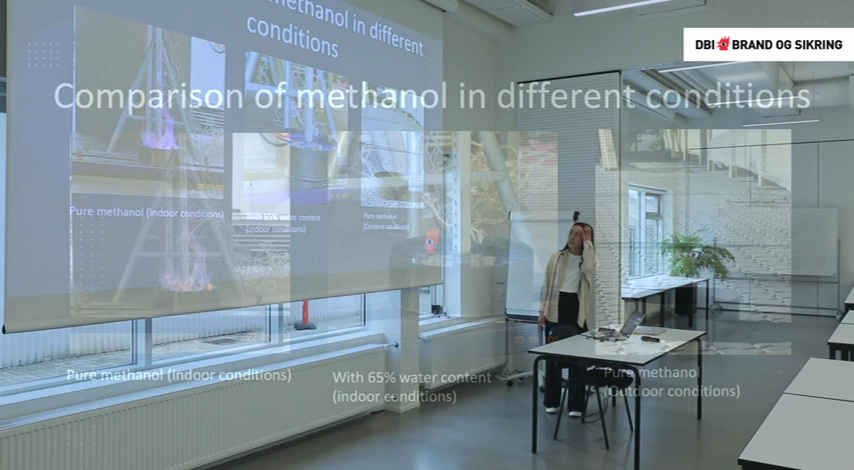 methanol in different
conditions
DBI BRAND OG SIKRING
Comparison of methanol in different conditions
Pure methanol (indoor conditions)
With 65% water content
(indoor conditions)
Pure methanol
(Outdoor conditions)
Pure methanol (indoor conditions)
With 65% water content
(indoor conditions)
Pure methano
(Outdoor conditions)